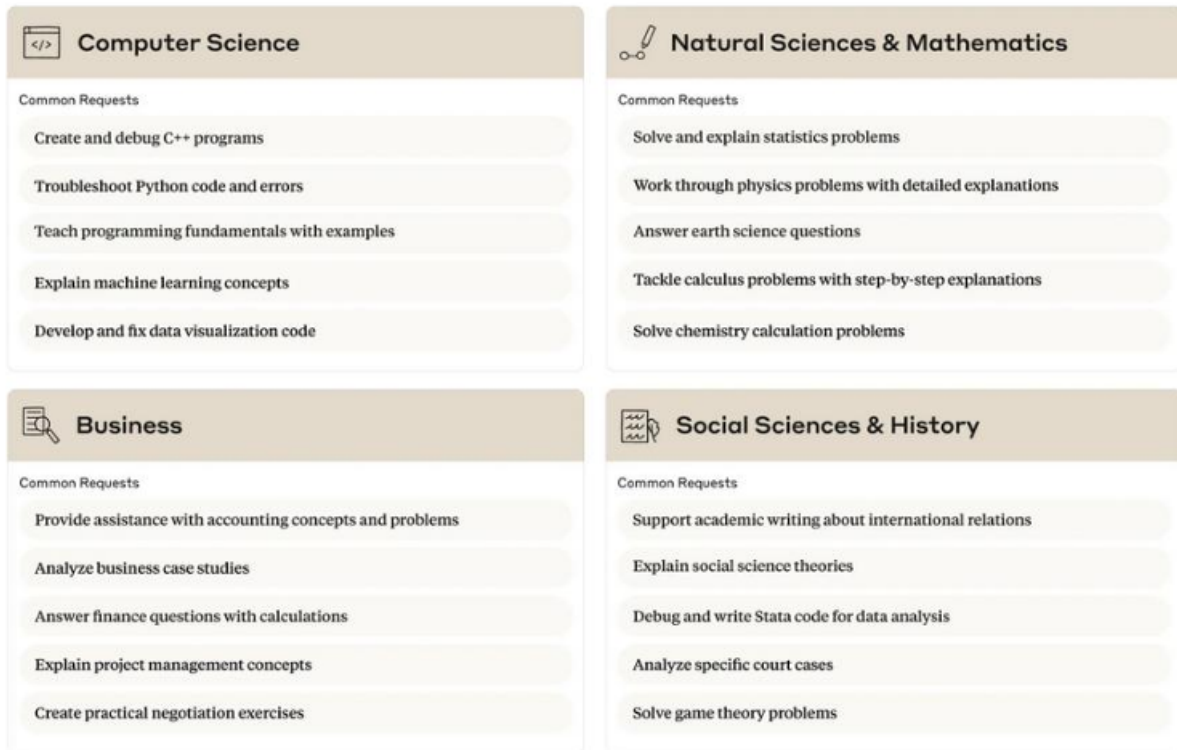 </> Computer Science
Common Requests
Create and debug C++ programs
Troubleshoot Python code and errors
Teach programming fundamentals with examples
Explain machine learning concepts
Develop and fix data visualization code
Natural Sciences & Mathematics
Common Requests
Solve and explain statistics problems
Work through physics problems with detailed explanations
Answer earth science questions
Tackle calculus problems with step-by-step explanations
Solve chemistry calculation problems
Business
Common Requests
Provide assistance with accounting concepts and problems
Analyze business case studies
Answer finance questions with calculations
Explain project management concepts
Create practical negotiation exercises
Social Sciences & History
Common Requests
Support academic writing about international relations
Explain social science theories
Debug and write Stata code for data analysis
Analyze specific court cases
Solve game theory problems